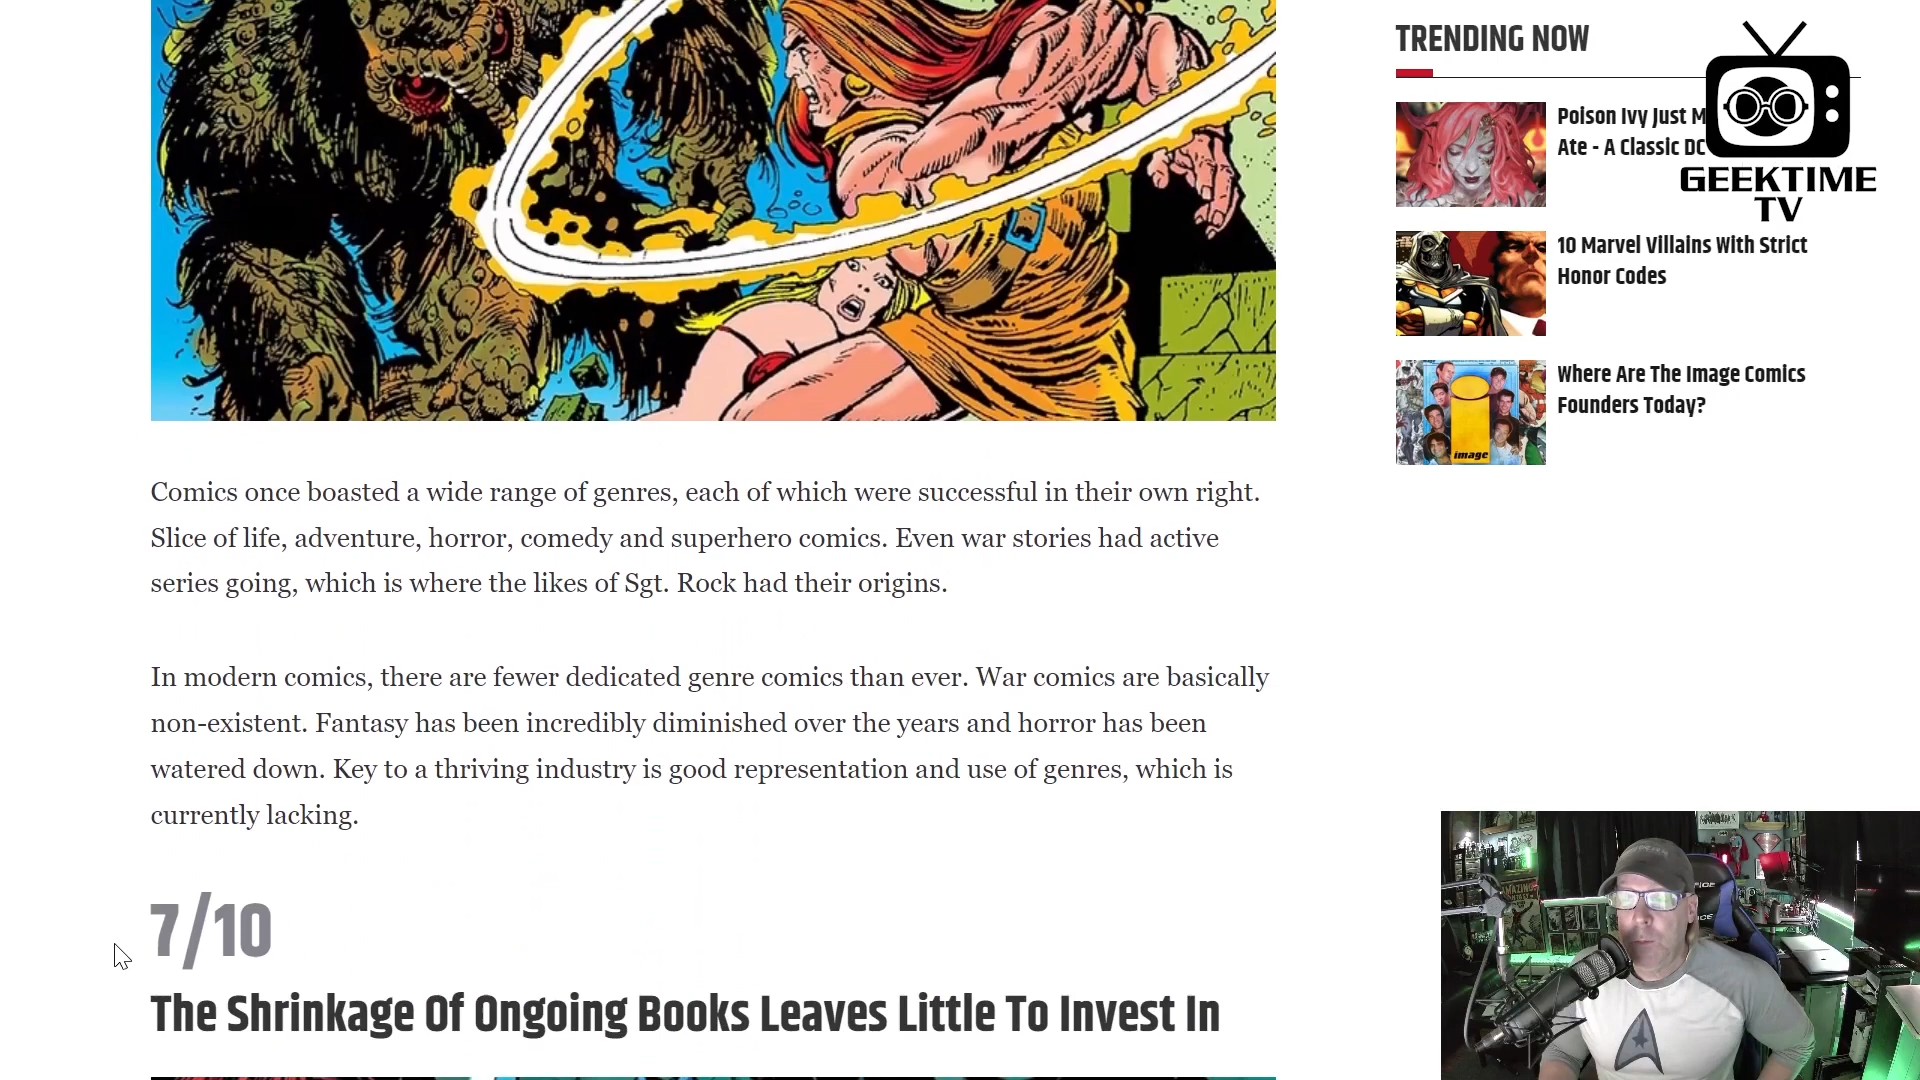 TRENDING NOW
Poison Ivy Just
Ate - A Classic DC
GEEKTIME
TV
10 Marvel Villains With Strict
Honor Codes
Where Are The Image Comics
Founders Today?
image
Comics once boasted a wide range of genres, each of which were successful in their own right.
Slice of life, adventure, horror, comedy and superhero comics. Even war stories had active
series going, which is where the likes of Sgt. Rock had their origins.
In modern comics, there are fewer dedicated genre comics than ever. War comics are basically
non-existent. Fantasy has been incredibly diminished over the years and horror has been
watered down. Key to a thriving industry is good representation and use of genres, which is
currently lacking.
7/10
The Shrinkage Of Ongoing Books Leaves Little To Invest In
AMAZING